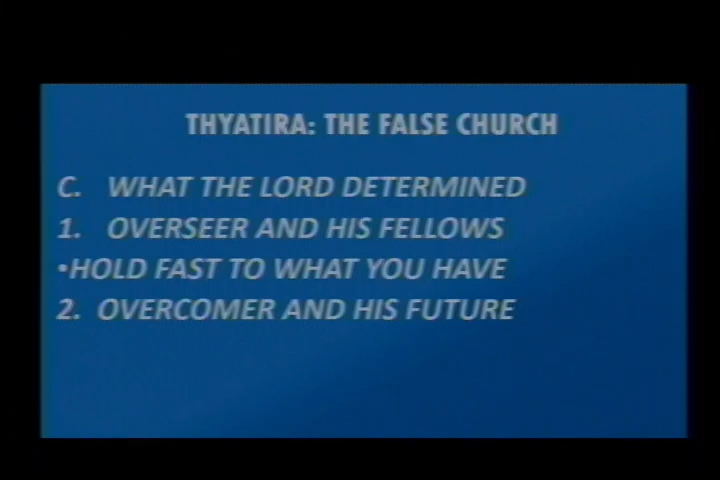 THYATIRA: THE FALSE CHURCH
C. WHAT THE LORD DETERMINED
1. OVERSEER AND HIS FELLOWS
•HOLD FAST TO WHAT YOU HAVE
2. OVERCOMER AND HIS FUTURE